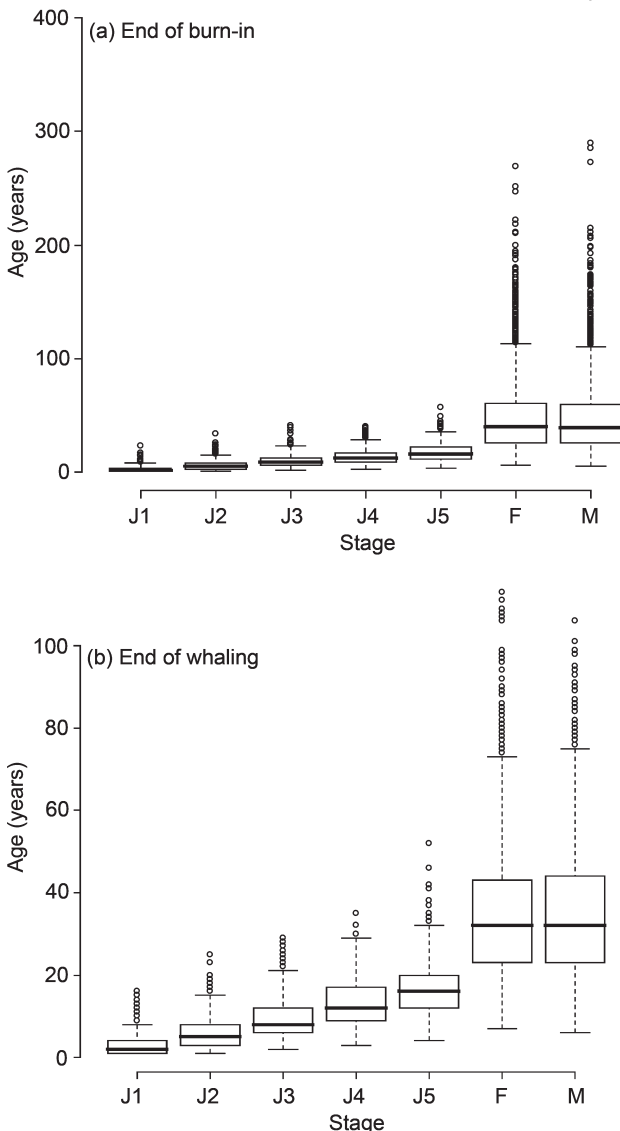 400
(a) End of burn-in
300
200
100
0
Age (years)
J1 J2 J3 J4 J5 F M
Stage
100
(b) End of whaling
80
60
40
20
0
Age (years)
J1 J2 J3 J4 J5 F M
Stage